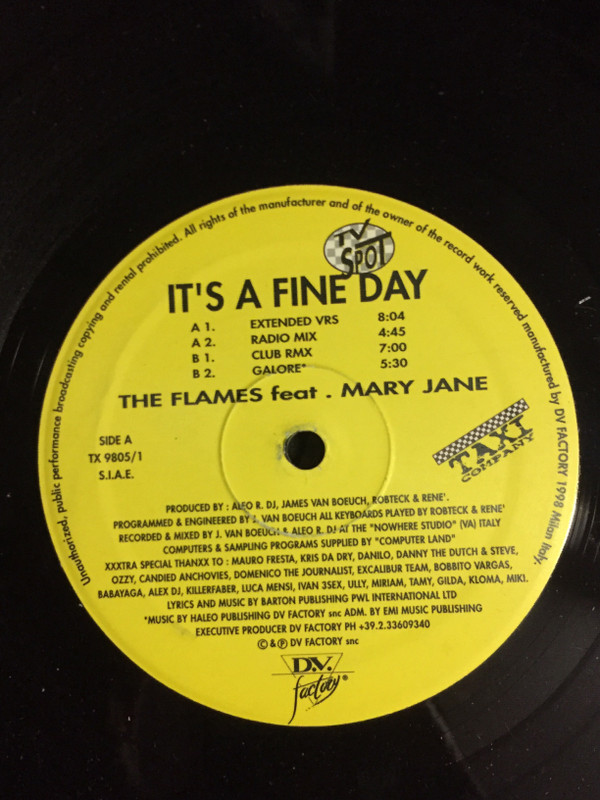 Unauthorized, public performance broadcasting copying and rental prohibited. All rights of the manufacturer and of the owner of the record work reserved manufactured by DV FACTORY 1998 Milan Italy.
TV
SPOT
IT'S A FINE DAY
A 1. EXTENDED VRS 8:04
A 2. RADIO MIX 4:45
B 1. CLUB RMX 7:00
B 2. GALORE* 5:30
THE FLAMES feat . MARY JANE
SIDE A
TX 9805/1
S.I.A.E.
TAXI
COMPANY
PRODUCED BY : ALEO R. DJ, JAMES VAN BOEUCH, ROBTECK & RENE'.
PROGRAMMED & ENGINEERED BY J. VAN BOEUCH ALL KEYBOARDS PLAYED BY ROBTECK & RENE'
RECORDED & MIXED BY J. VAN BOEUCH & ALEO R. DJ AT THE "NOWHERE STUDIO" (VA) ITALY
COMPUTERS & SAMPLING PROGRAMS SUPPLIED BY "COMPUTER LAND"
XXXTRA SPECIAL THANXX TO : MAURO FRESTA, KRIS DA DRY, DANILO, DANNY THE DUTCH & STEVE,
OZZY, CANDIED ANCHOVIES, DOMENICO THE JOURNALIST, EXCALIBUR TEAM, BOBBITO VARGAS,
BABAYAGA, ALEX DJ, KILLERFABER, LUCA MENSI, IVAN 3SEX, ULLY, MIRIAM, TAMY, GILDA, KLOMA, MIKI.
LYRICS AND MUSIC BY BARTON PUBLISHING PWL INTERNATIONAL LTD
*MUSIC BY HALEO PUBLISHING DV FACTORY snc ADM. BY EMI MUSIC PUBLISHING
EXECUTIVE PRODUCER DV FACTORY PH +39.2.33609340
© & ℗ DV FACTORY snc
D.V.
factory®